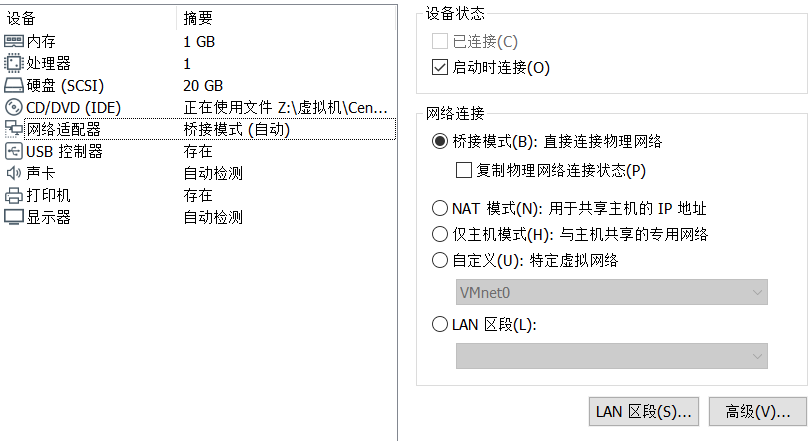 设备 摘要
内存 1 GB
处理器 1
硬盘 (SCSI) 20 GB
CD/DVD (IDE) 正在使用文件 Z:\虚拟机\Cen...
网络适配器 桥接模式 (自动)
USB 控制器 存在
声卡 自动检测
打印机 存在
显示器 自动检测
设备状态
已连接(C)
启动时连接(O)
网络连接
桥接模式(B): 直接连接物理网络
复制物理网络连接状态(P)
NAT 模式(N): 用于共享主机的 IP 地址
仅主机模式(H): 与主机共享的专用网络
自定义(U): 特定虚拟网络
VMnet0
LAN 区段(L):
LAN 区段(S)... 高级(V)...